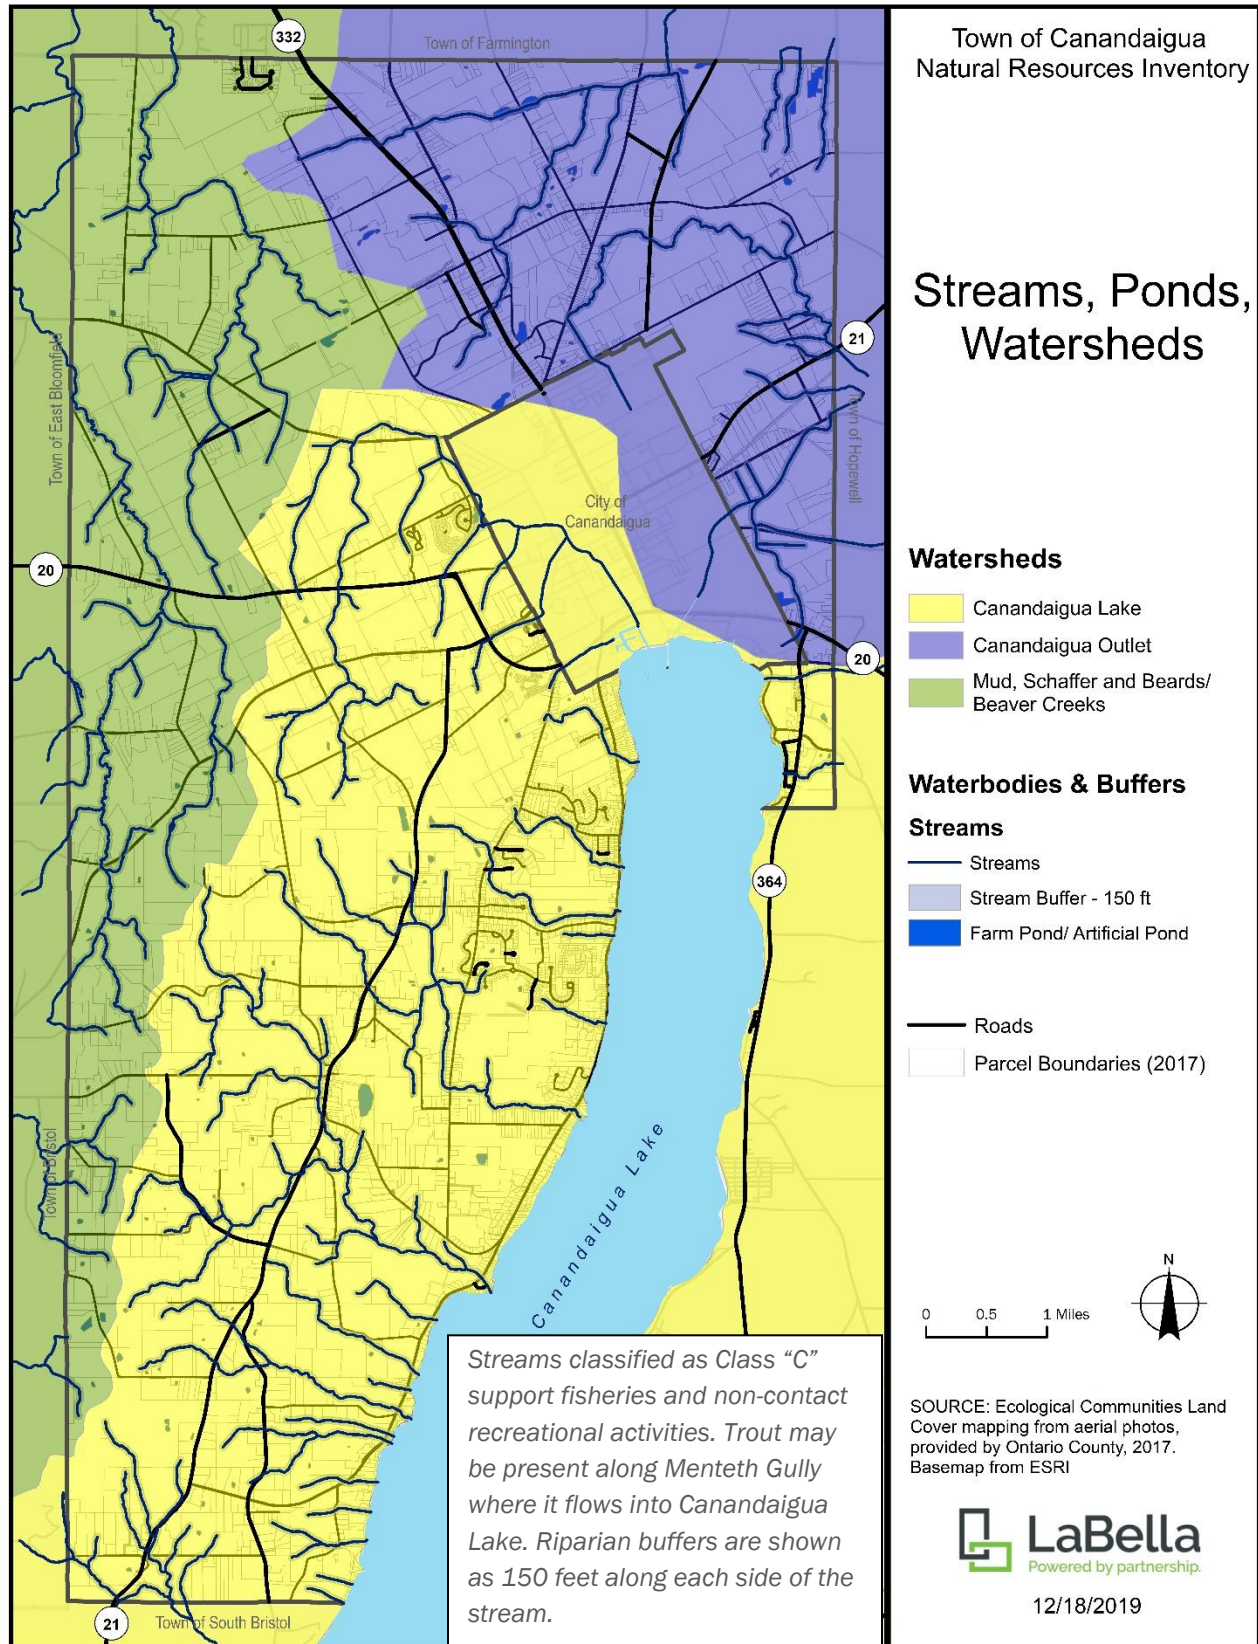 332
Town of Farmington
Town of East Bloomfield
21
Town of Hopewell
City of
Canandaigua
20
20
364
Town of Bristol
Canandaigua Lake
21
Town of South Bristol
Streams classified as Class “C”
support fisheries and non-contact
recreational activities. Trout may
be present along Menteth Gully
where it flows into Canandaigua
Lake. Riparian buffers are shown
as 150 feet along each side of the
stream.
Town of Canandaigua
Natural Resources Inventory
Streams, Ponds,
Watersheds
Watersheds
Canandaigua Lake
Canandaigua Outlet
Mud, Schaffer and Beards/
Beaver Creeks
Waterbodies & Buffers
Streams
Streams
Stream Buffer - 150 ft
Farm Pond/ Artificial Pond
Roads
Parcel Boundaries (2017)
N
0 0.5 1 Miles
SOURCE: Ecological Communities Land
Cover mapping from aerial photos,
provided by Ontario County, 2017.
Basemap from ESRI
LaBella
Powered by partnership.
12/18/2019